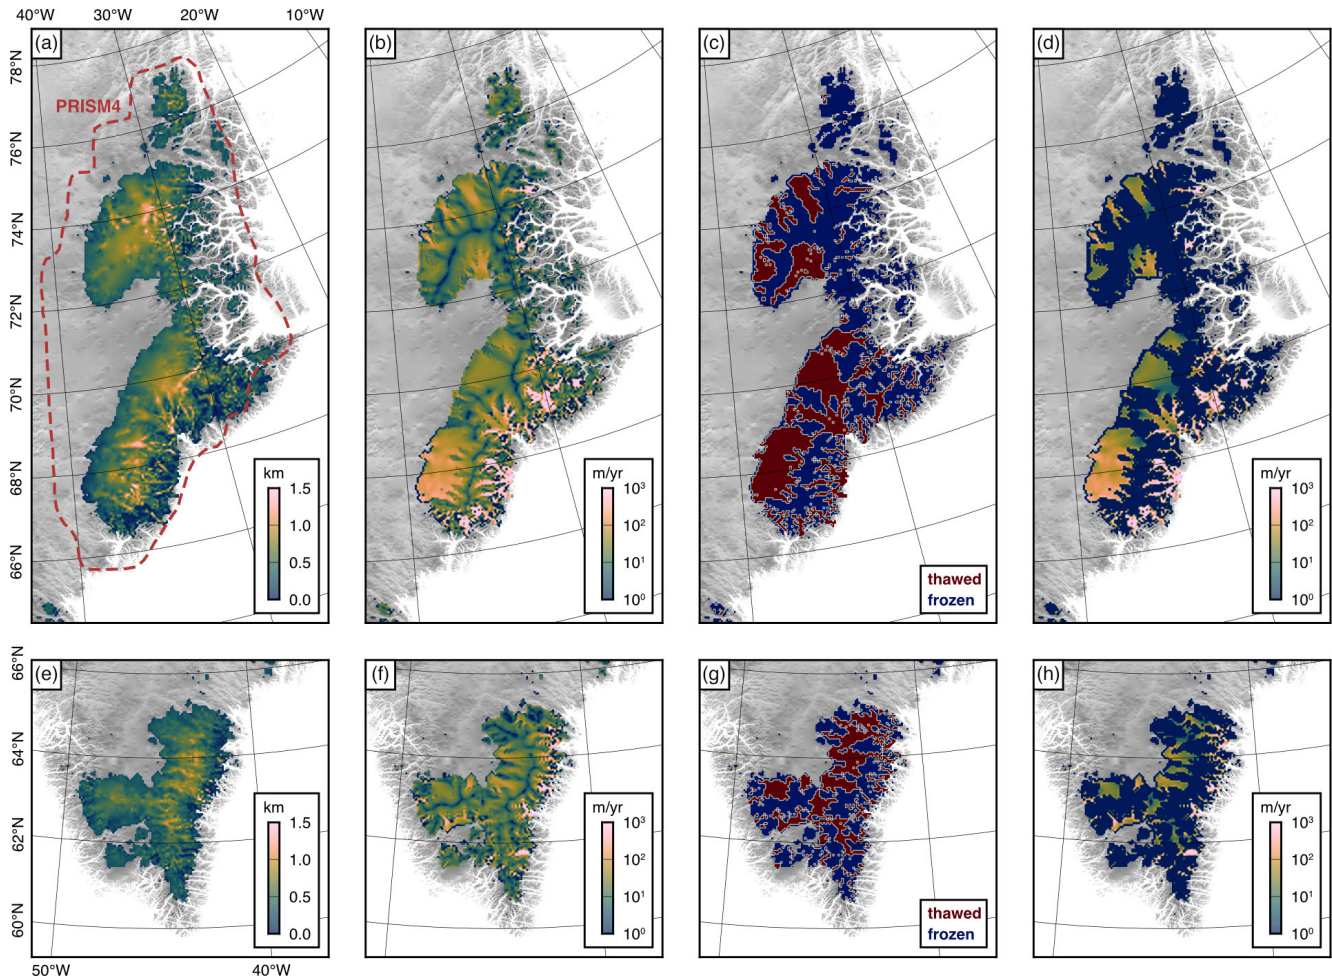 40°W 30°W 20°W 10°W
(a) (b) (c) (d)
PRISM4
78°N
76°N
74°N
72°N
70°N
68°N
66°N
km
1.5
1.0
0.5
0.0
m/yr
10³
10²
10¹
10⁰
thawed
frozen
m/yr
10³
10²
10¹
10⁰
(e) (f) (g) (h)
66°N
64°N
62°N
60°N
km
1.5
1.0
0.5
0.0
m/yr
10³
10²
10¹
10⁰
thawed
frozen
m/yr
10³
10²
10¹
10⁰
50°W 40°W